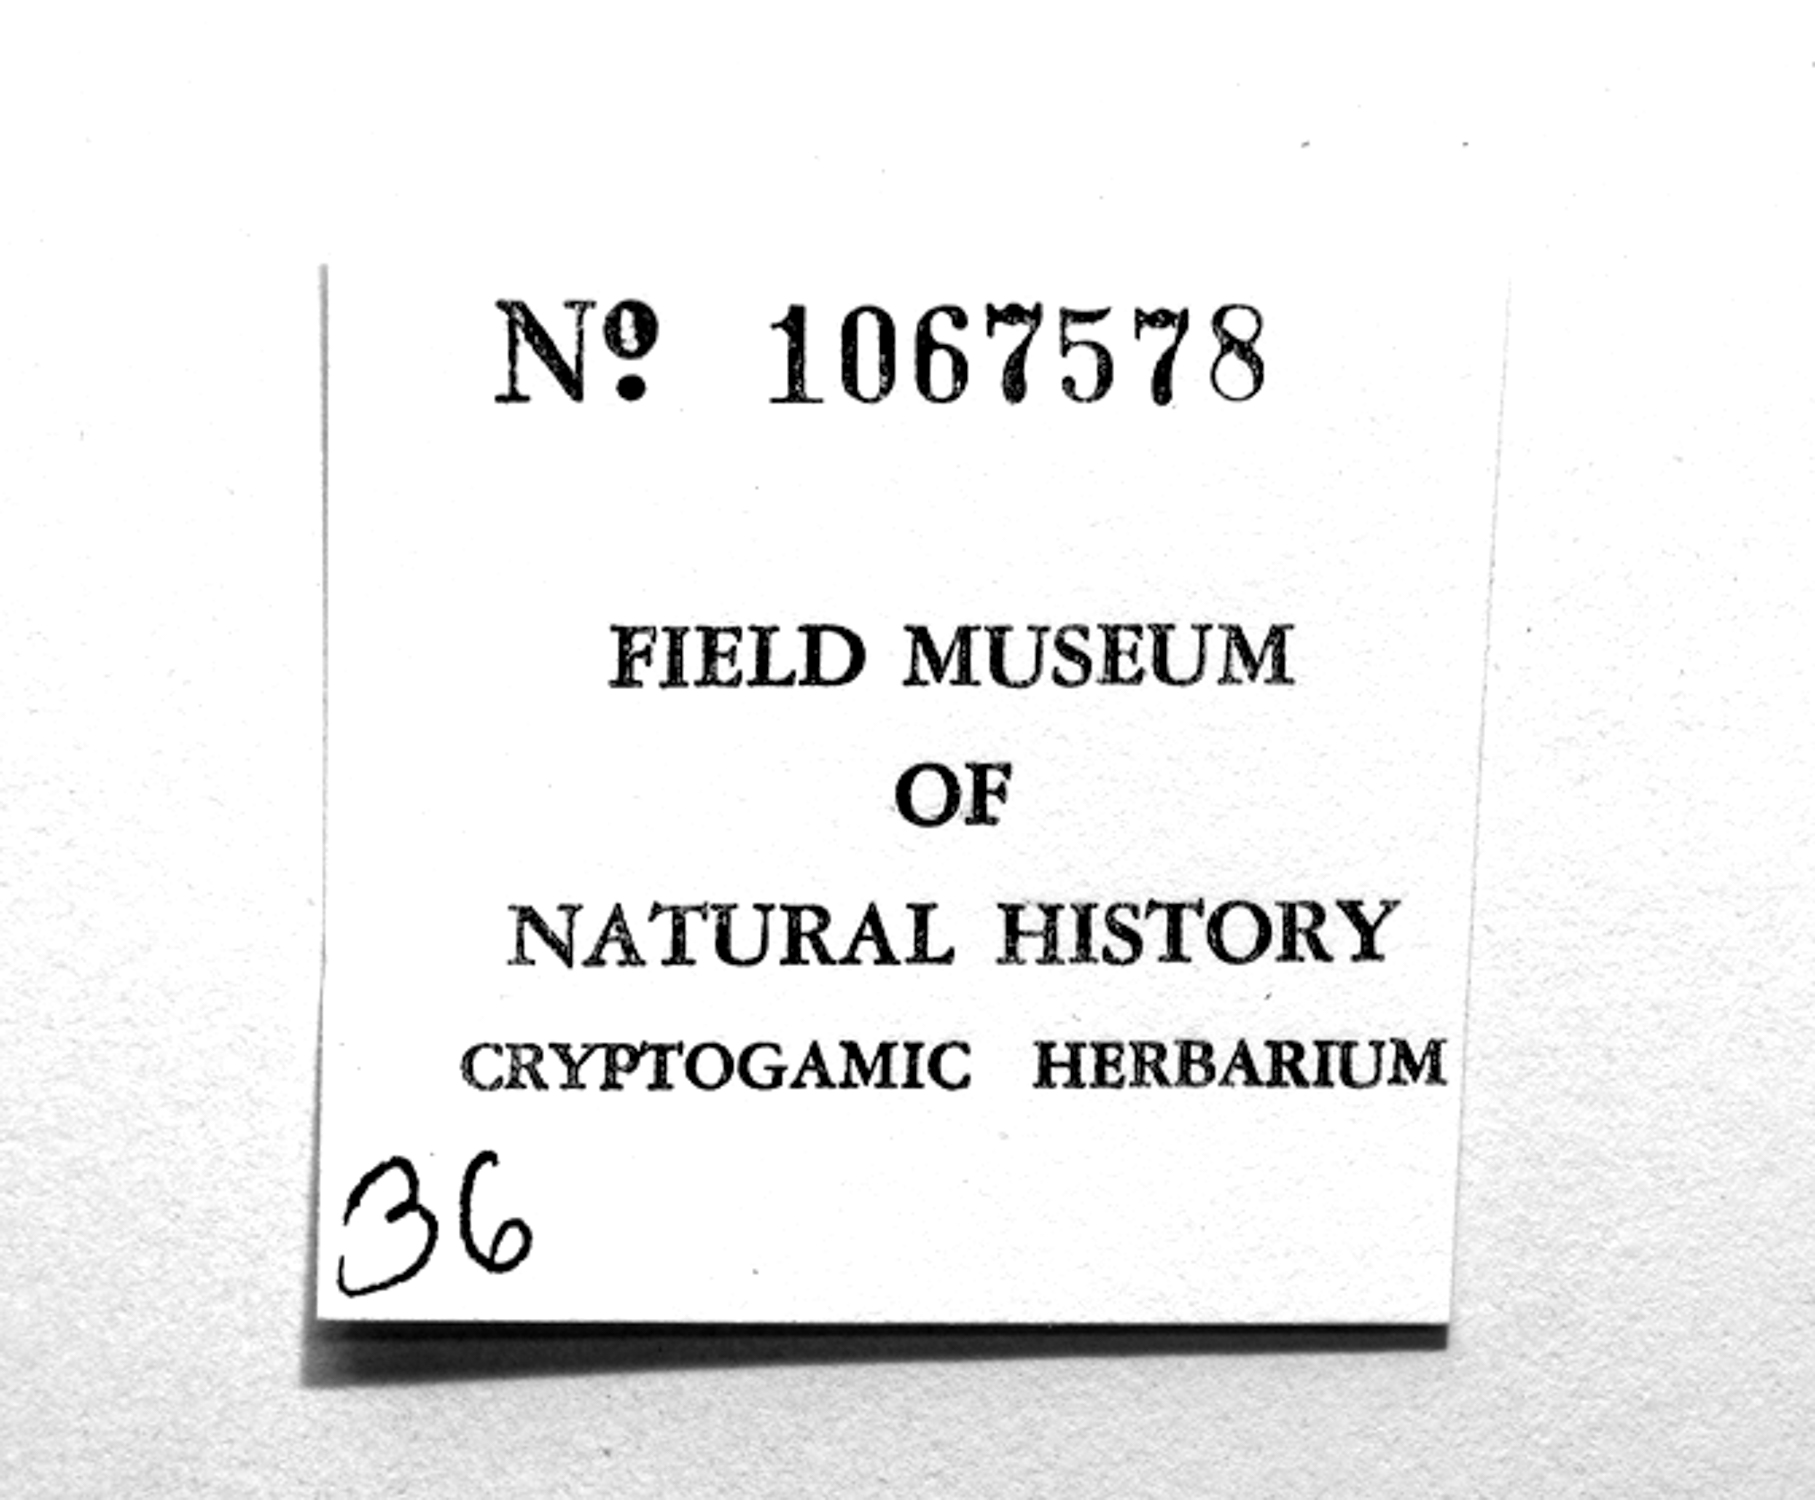 Nº 1067578
FIELD MUSEUM
OF
NATURAL HISTORY
CRYPTOGAMIC HERBARIUM
36